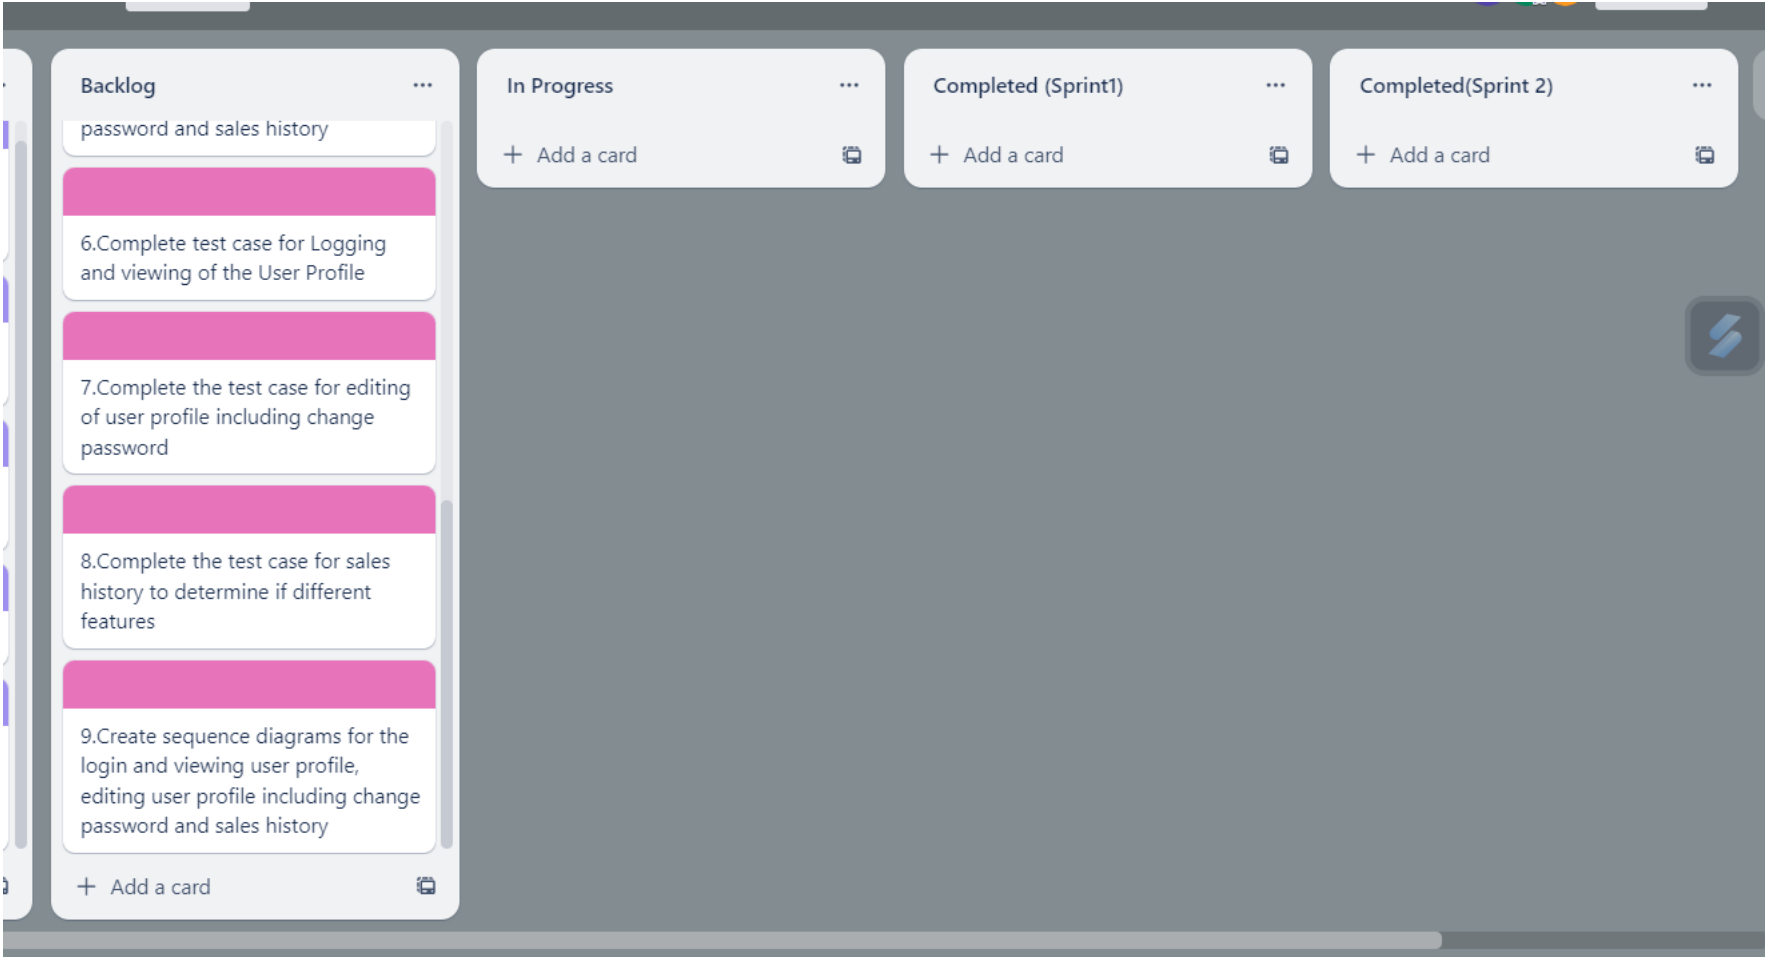 Backlog
password and sales history
6.Complete test case for Logging
and viewing of the User Profile
7.Complete the test case for editing
of user profile including change
password
8.Complete the test case for sales
history to determine if different
features
9.Create sequence diagrams for the
login and viewing user profile,
editing user profile including change
password and sales history
+ Add a card
In Progress
+ Add a card
Completed (Sprint1)
+ Add a card
Completed(Sprint 2)
+ Add a card